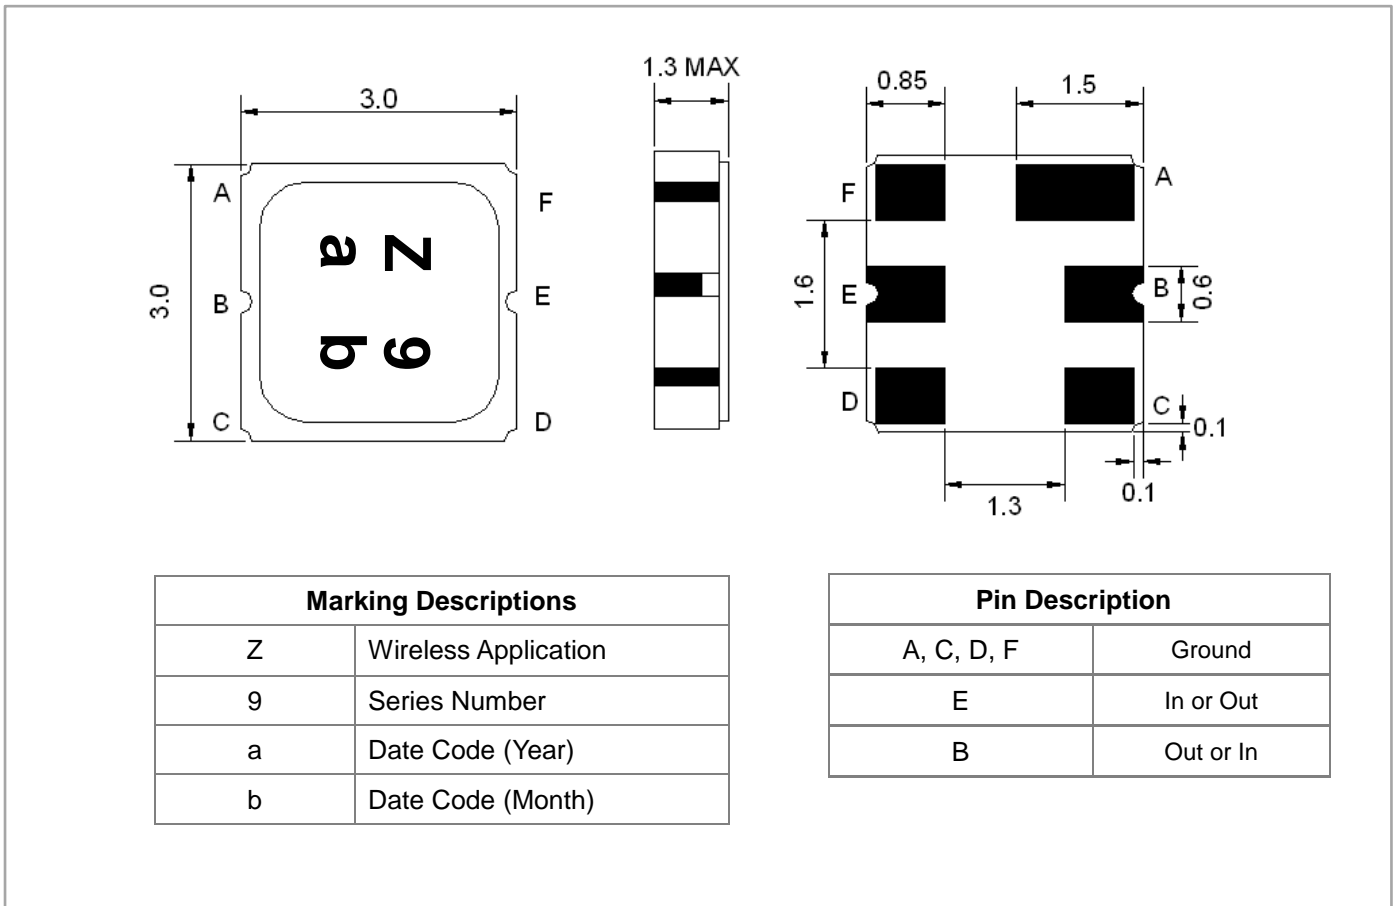 3.0
3.0
A
B
C
F
E
D
Z a
9 b
1.3 MAX
0.85
1.5
F
E
D
A
B
C
1.6
0.6
0.1
0.1
1.3
Marking Descriptions
Z Wireless Application
9 Series Number
a Date Code (Year)
b Date Code (Month)
Pin Description
A, C, D, F Ground
E In or Out
B Out or In